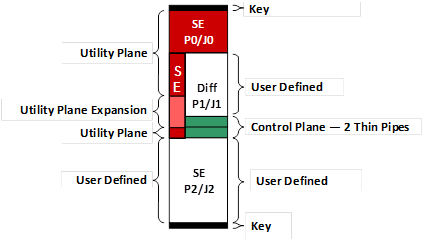 Key
SE
P0/J0
Utility Plane
S
E
Diff
P1/J1
User Defined
Utility Plane Expansion
Control Plane — 2 Thin Pipes
Utility Plane
SE
P2/J2
User Defined
User Defined
Key